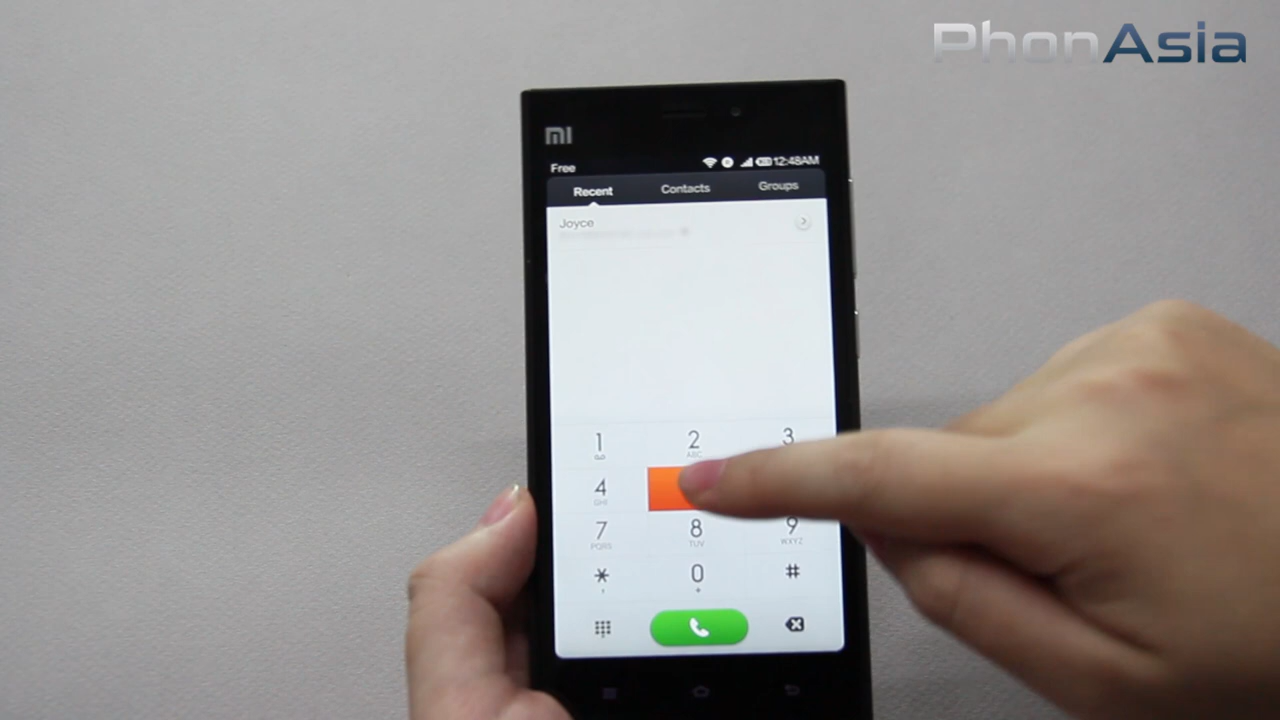 PhonAsia
MI
Free 12:48AM
Recent Contacts Groups
Joyce
1 2 3
ABC
4
GHI
7 8 9
PQRS TUV WXYZ
* 0 #
, +